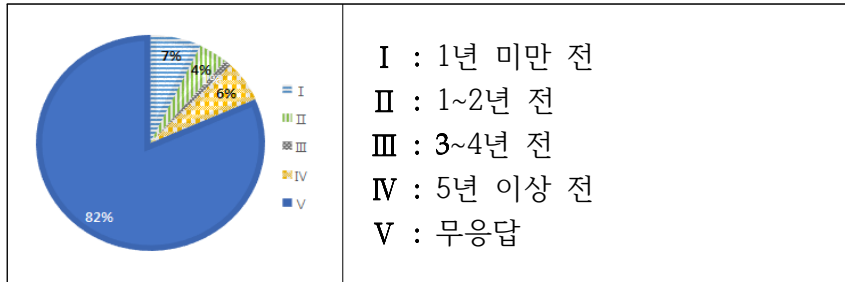 7%
4%
6%
82%
Ⅰ
Ⅱ
Ⅲ
Ⅳ
Ⅴ
Ⅰ : 1년 미만 전
Ⅱ : 1~2년 전
Ⅲ : 3~4년 전
Ⅳ : 5년 이상 전
Ⅴ : 무응답